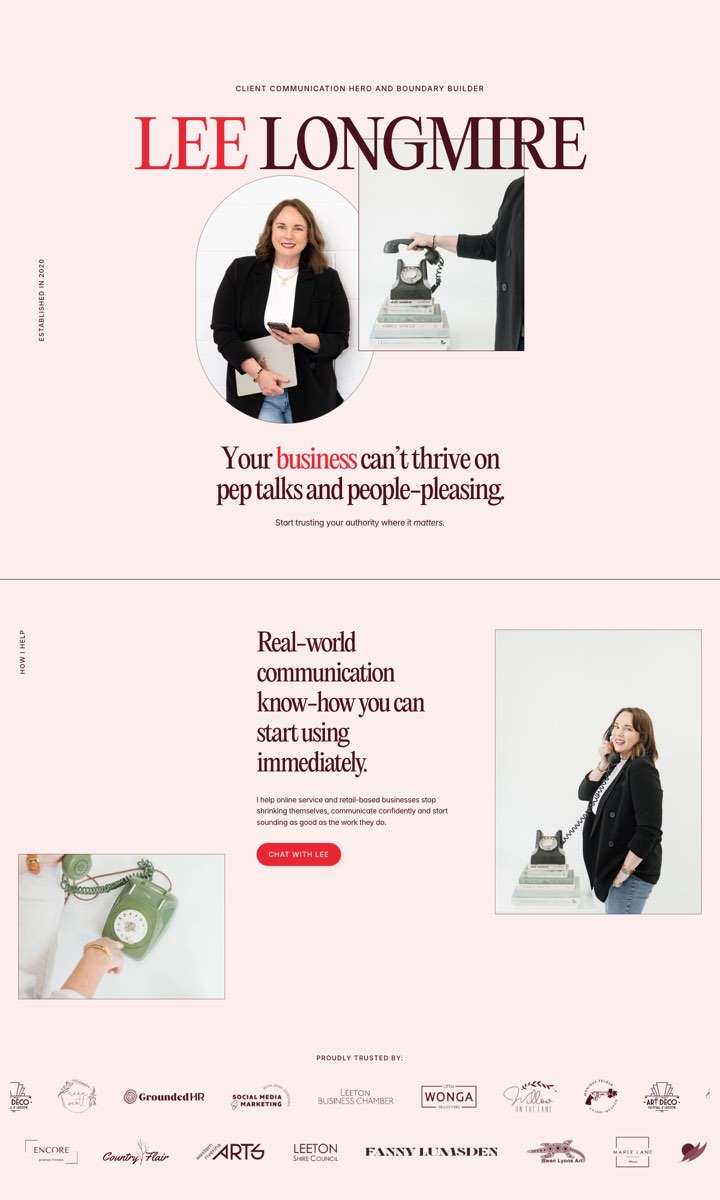 CLIENT COMMUNICATION HERO AND BOUNDARY BUILDER
LEE LONGMIRE
ESTABLISHED IN 2020
Your business can’t thrive on
pep talks and people-pleasing.
Start trusting your authority where it matters.
HOW I HELP
Real-world
communication
know-how you can
start using
immediately.
I help online service and retail-based businesses stop
shrinking themselves, communicate confidently and start
sounding as good as the work they do.
CHAT WITH LEE
PROUDLY TRUSTED BY:
DECO
GroundedHR
SOCIAL MEDIA
& MARKETING
LEETON
BUSINESS CHAMBER
WONGA
Willow
ON THE LANE
ART DECO
ENCORE
Country Flair
ARTS
LEETON
SHIRE COUNCIL
FANNY LUMSDEN
Gwen Lyons Art
MAPLE LANE